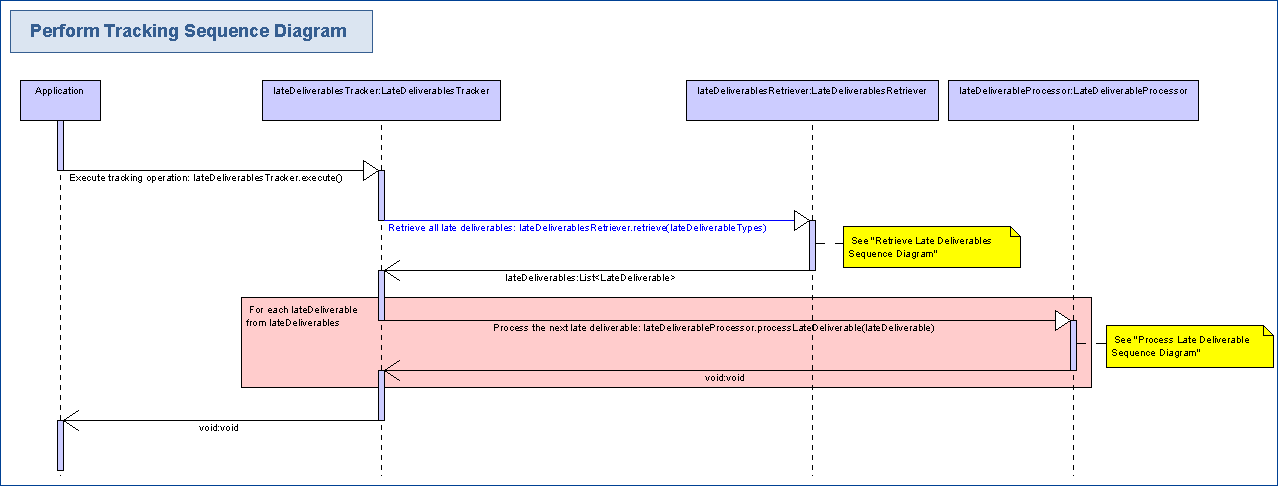 Perform Tracking Sequence Diagram
Application
lateDeliverablesTracker:LateDeliverablesTracker
lateDeliverablesRetriever:LateDeliverablesRetriever
lateDeliverableProcessor:LateDeliverableProcessor
Execute tracking operation: lateDeliverablesTracker.execute()
Retrieve all late deliverables: lateDeliverablesRetriever.retrieve(lateDeliverableTypes)
See "Retrieve Late Deliverables
Sequence Diagram"
lateDeliverables:List<LateDeliverable>
For each lateDeliverable
from lateDeliverables
Process the next late deliverable: lateDeliverableProcessor.processLateDeliverable(lateDeliverable)
See "Process Late Deliverable
Sequence Diagram"
void:void
void:void